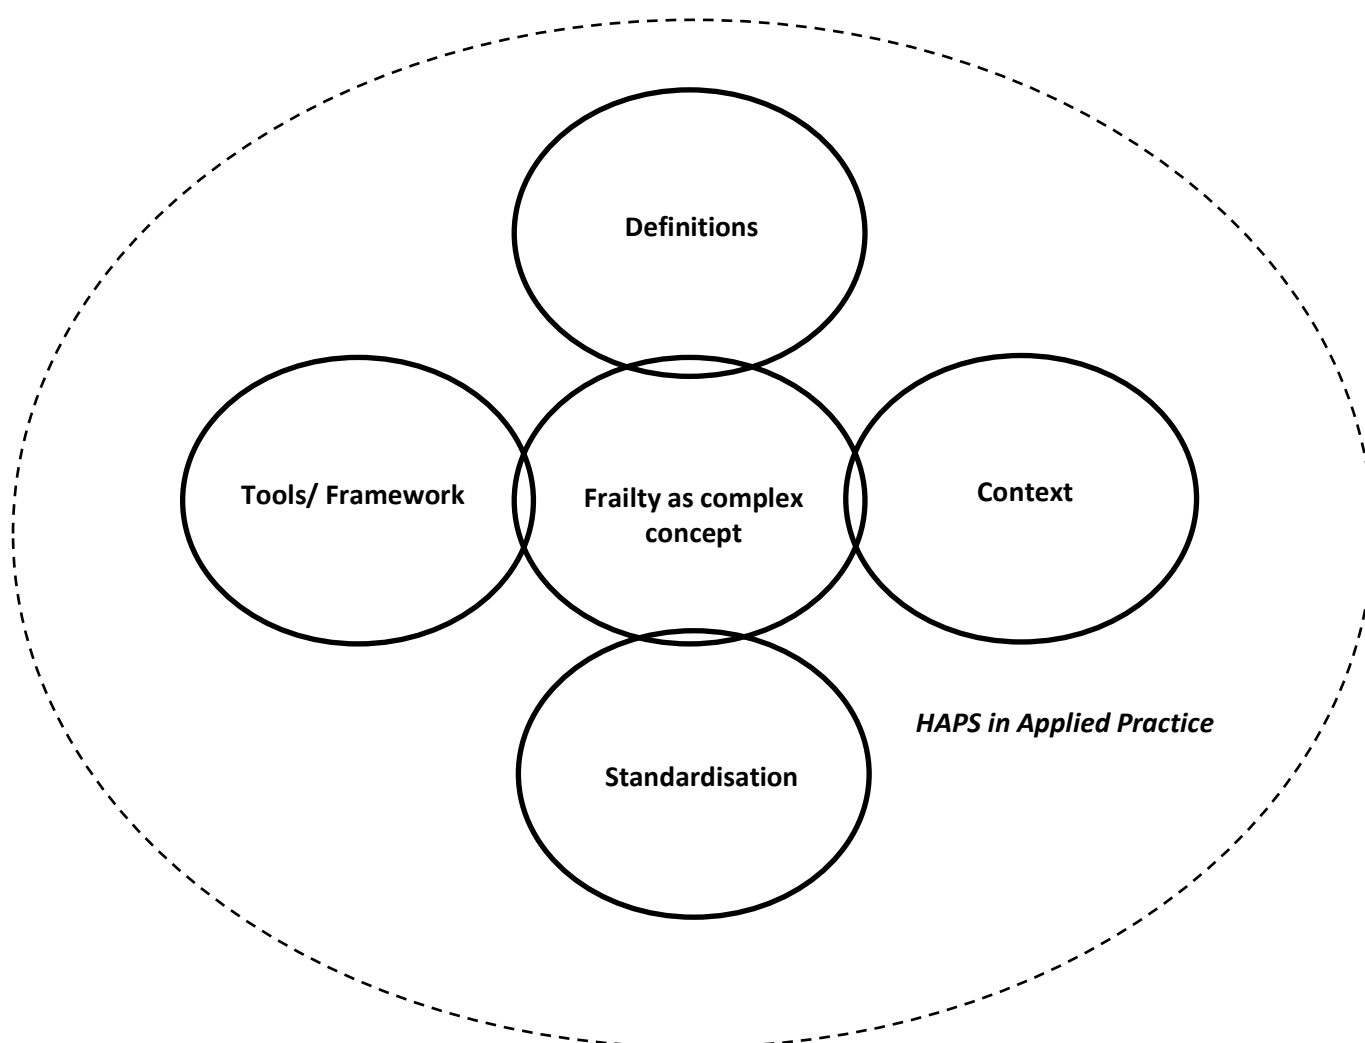 Definitions
Tools/ Framework
Frailty as complex
concept
Context
HAPS in Applied Practice
Standardisation